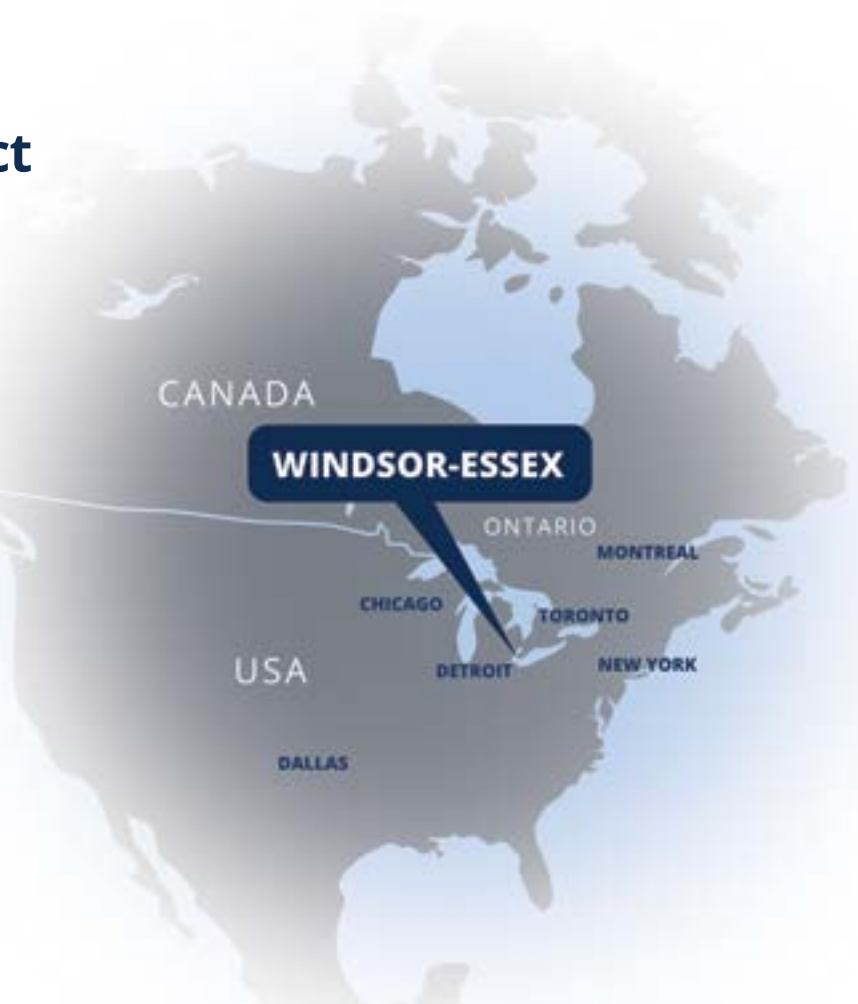 ct
CANADA
WINDSOR-ESSEX
ONTARIO
MONTREAL
CHICAGO
TORONTO
USA
DETROIT
NEW YORK
DALLAS